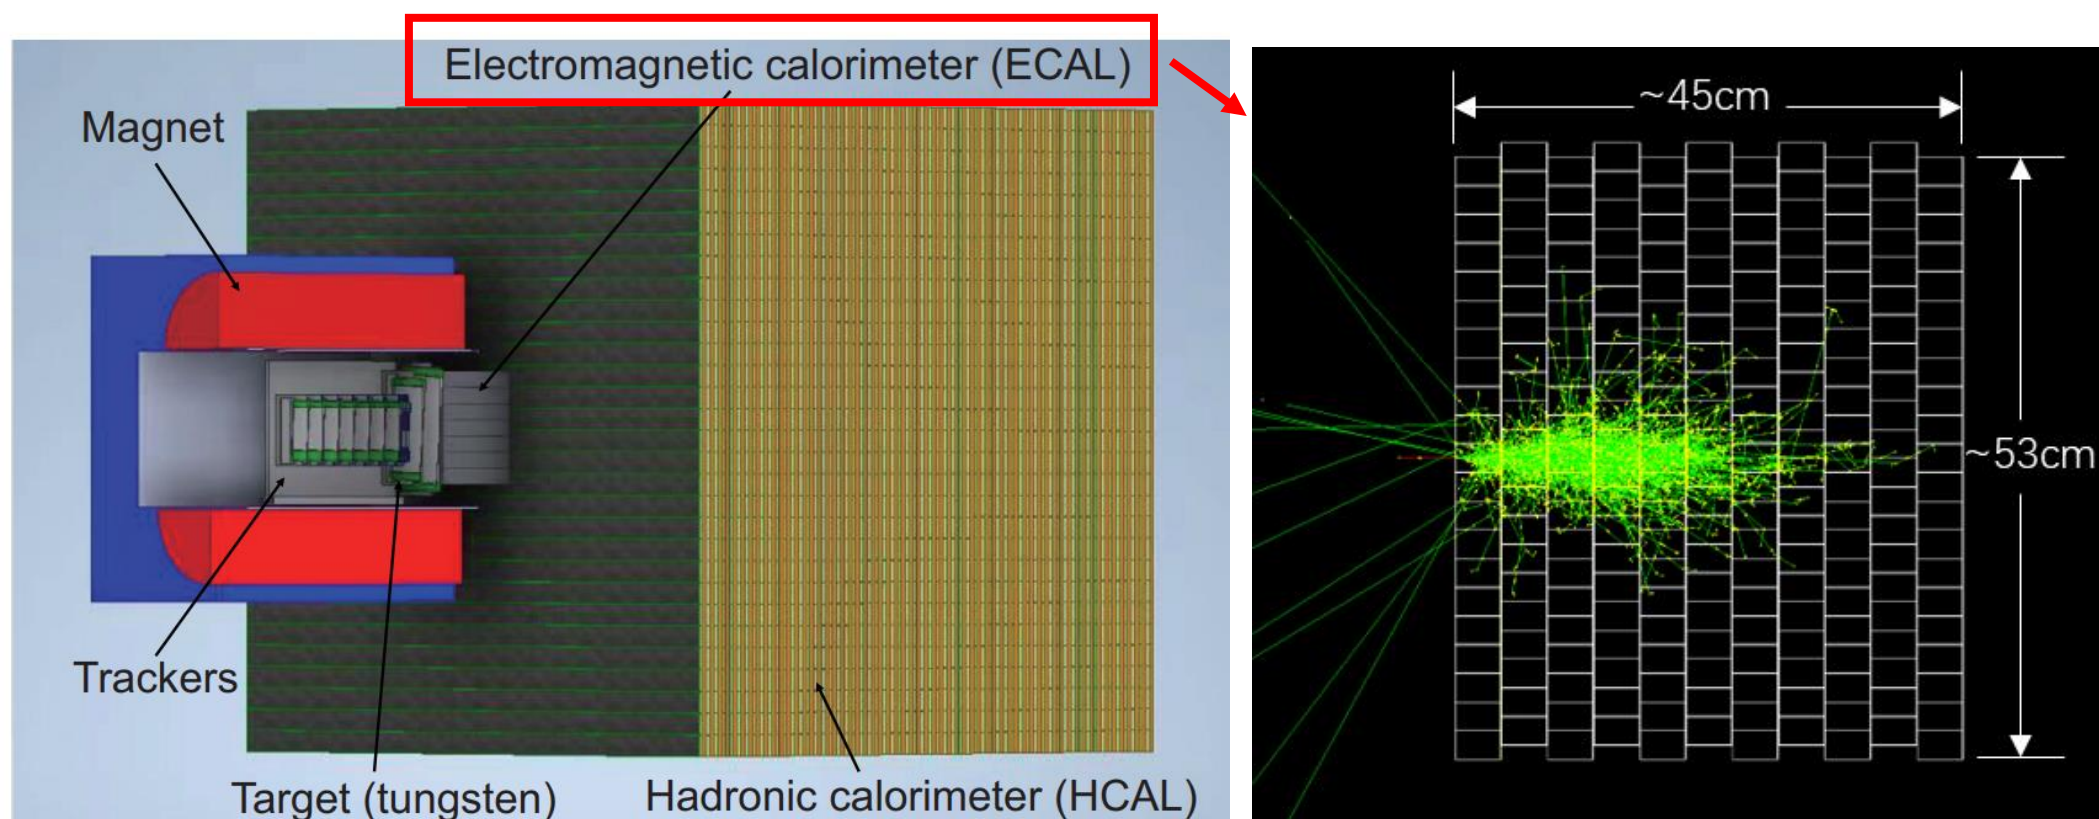 Electromagnetic calorimeter (ECAL)
Magnet
Trackers
Target (tungsten)
Hadronic calorimeter (HCAL)
~45cm
~53cm